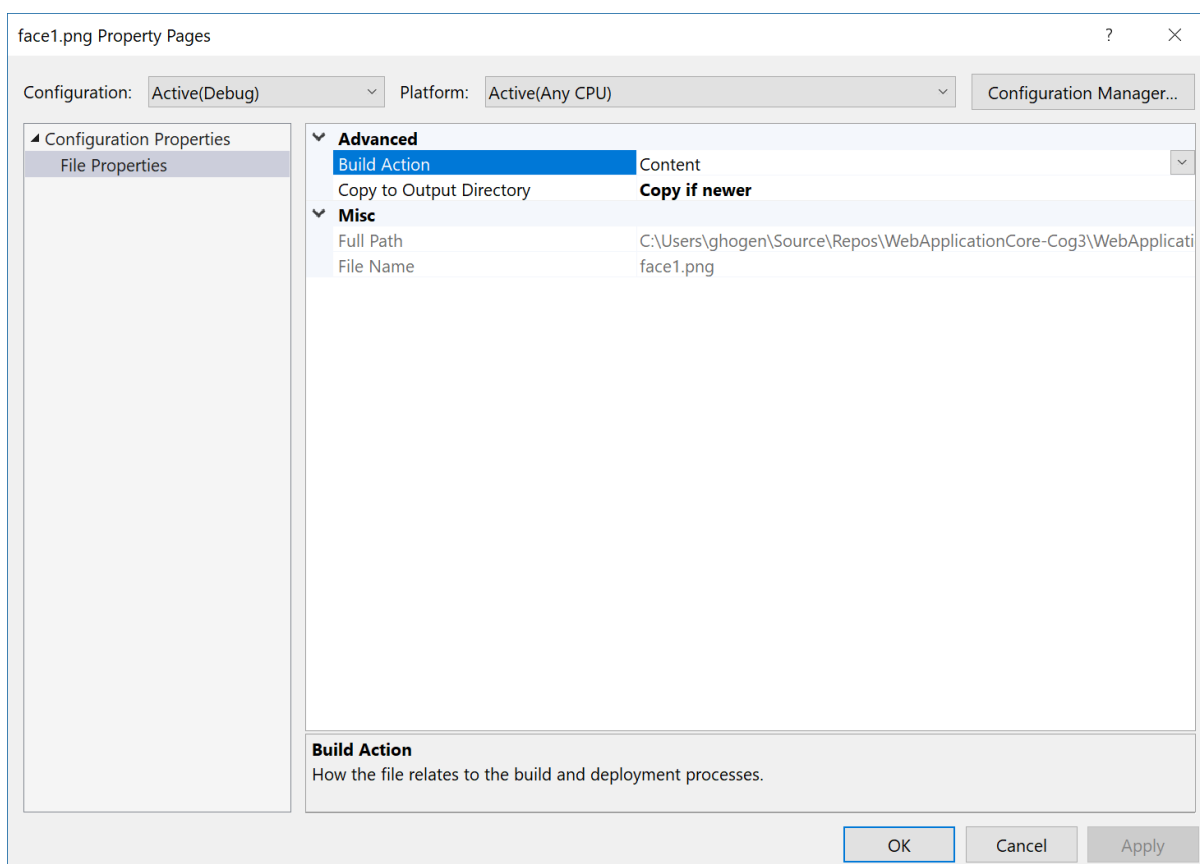 face1.png Property Pages ?
Configuration: Active(Debug) Platform: Active(Any CPU) Configuration Manager...
Configuration Properties
File Properties
Advanced
Build Action Content
Copy to Output Directory Copy if newer
Misc
Full Path C:\Users\ghogen\Source\Repos\WebApplicationCore-Cog3\WebApplicati
File Name face1.png
Build Action
How the file relates to the build and deployment processes.
OK Cancel Apply